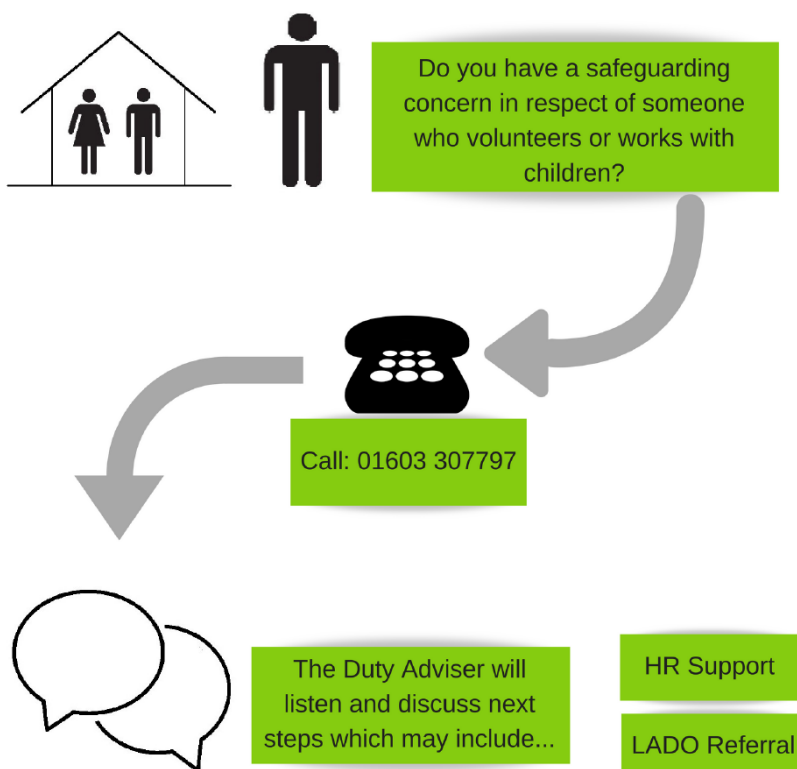 Do you have a safeguarding
concern in respect of someone
who volunteers or works with
children?
Call: 01603 307797
The Duty Adviser will
listen and discuss next
steps which may include...
HR Support
LADO Referral